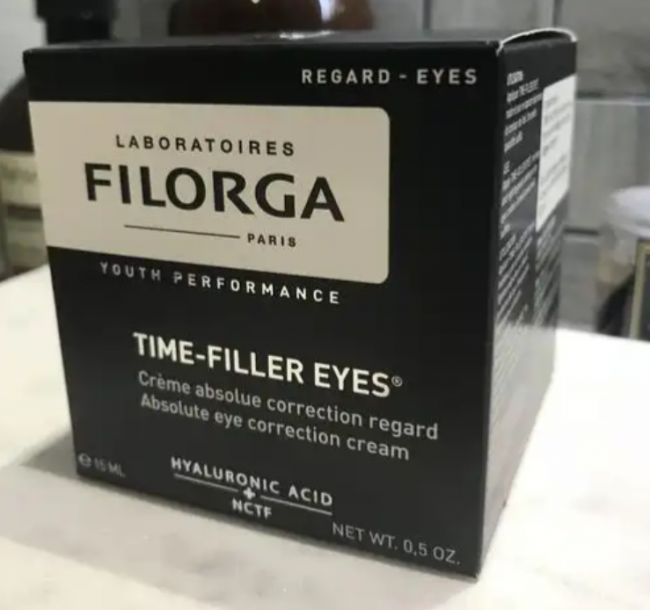 REGARD - EYES
LABORATOIRES
FILORGA
PARIS
YOUTH PERFORMANCE
TIME-FILLER EYES®
Crème absolue correction regard
Absolute eye correction cream
℮ 15 ML
HYALURONIC ACID
+
NCTF
NET WT. 0,5 OZ.